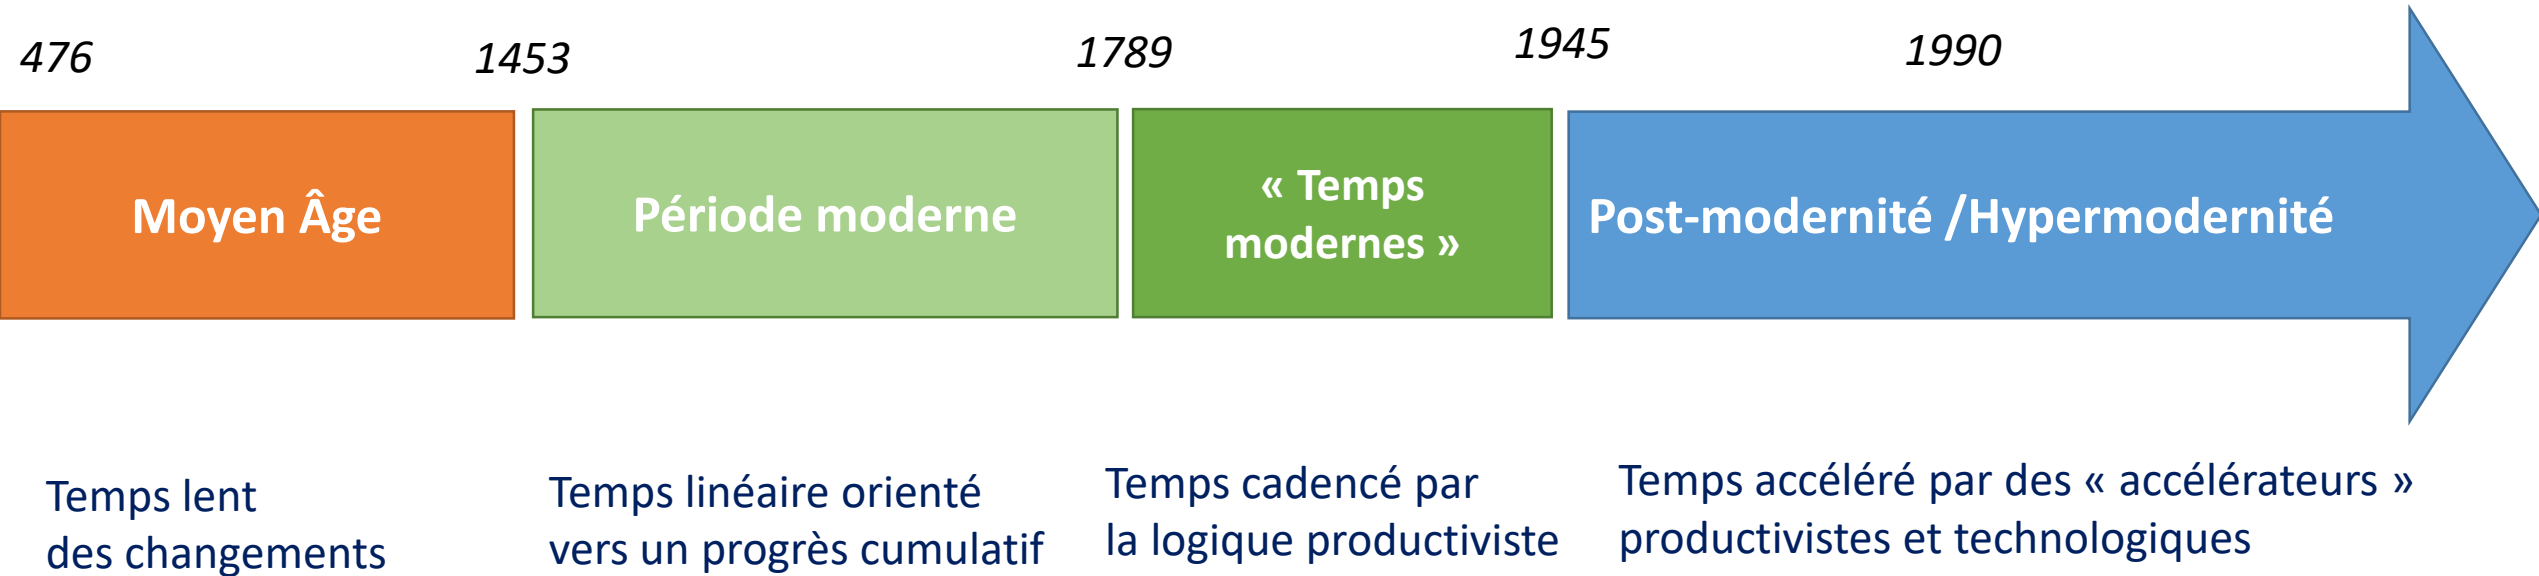 476
1453
1789
1945
1990
Moyen Âge
Période moderne
« Temps
modernes »
Post-modernité /Hypermodernité
Temps lent
des changements
Temps linéaire orienté
vers un progrès cumulatif
Temps cadencé par
la logique productiviste
Temps accéléré par des « accélérateurs »
productivistes et technologiques